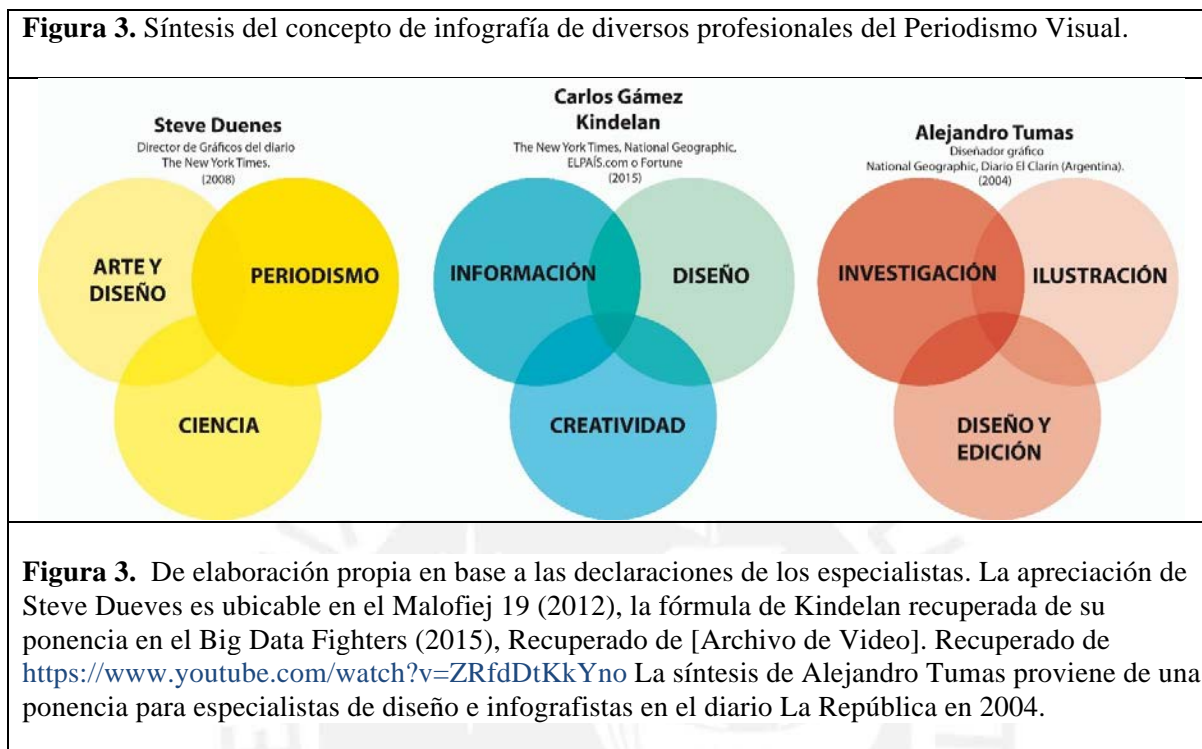 Figura 3. Síntesis del concepto de infografía de diversos profesionales del Periodismo Visual.
Steve Duenes
Director de Gráficos del diario
The New York Times.
(2008)
ARTE Y
DISEÑO
PERIODISMO
CIENCIA
Carlos Gámez
Kindelan
The New York Times, National Geographic,
ELPAÍS.com o Fortune
(2015)
INFORMACIÓN
DISEÑO
CREATIVIDAD
Alejandro Tumas
Diseñador gráfico
National Geographic, Diario El Clarín (Argentina).
(2004)
INVESTIGACIÓN
ILUSTRACIÓN
DISEÑO Y
EDICIÓN
Figura 3. De elaboración propia en base a las declaraciones de los especialistas. La apreciación de
Steve Dueves es ubicable en el Malofiej 19 (2012), la fórmula de Kindelan recuperada de su
ponencia en el Big Data Fighters (2015), Recuperado de [Archivo de Video]. Recuperado de
https://www.youtube.com/watch?v=ZRfdDtKkYno La síntesis de Alejandro Tumas proviene de una
ponencia para especialistas de diseño e infografistas en el diario La República en 2004.